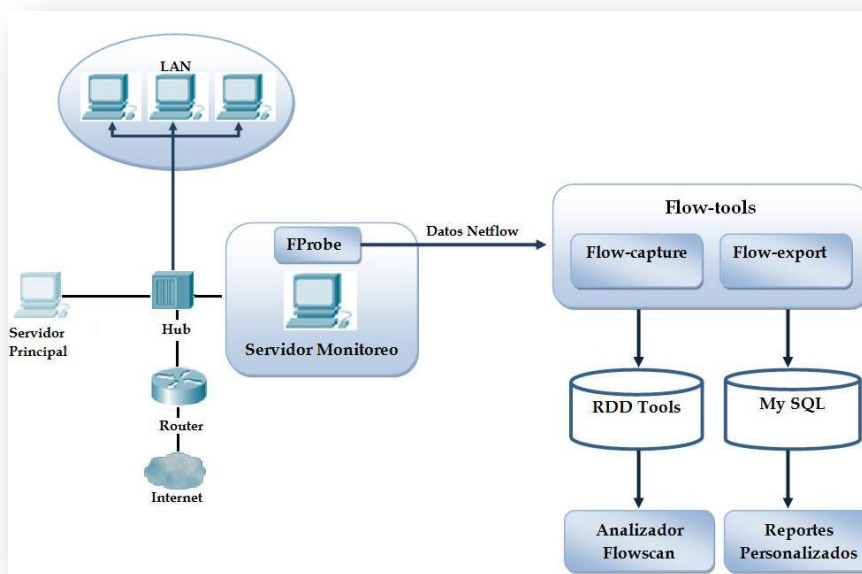 LAN
Flow-tools
FProbe
Datos Netflow
Flow-capture
Flow-export
Servidor
Principal
Hub
Servidor Monitoreo
RDD Tools
My SQL
Router
Internet
Analizador
Flowscan
Reportes
Personalizados